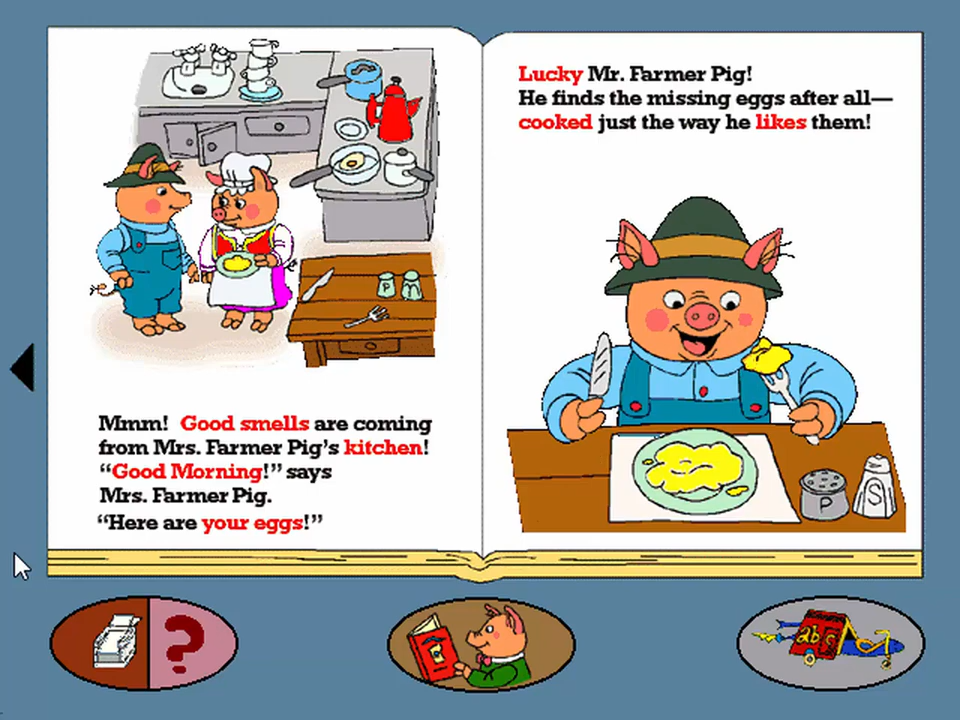 Mmm! Good smells are coming
from Mrs. Farmer Pig's kitchen!
“Good Morning!” says
Mrs. Farmer Pig.
“Here are your eggs!”
Lucky Mr. Farmer Pig!
He finds the missing eggs after all—
cooked just the way he likes them!
P
S
P
?
abc